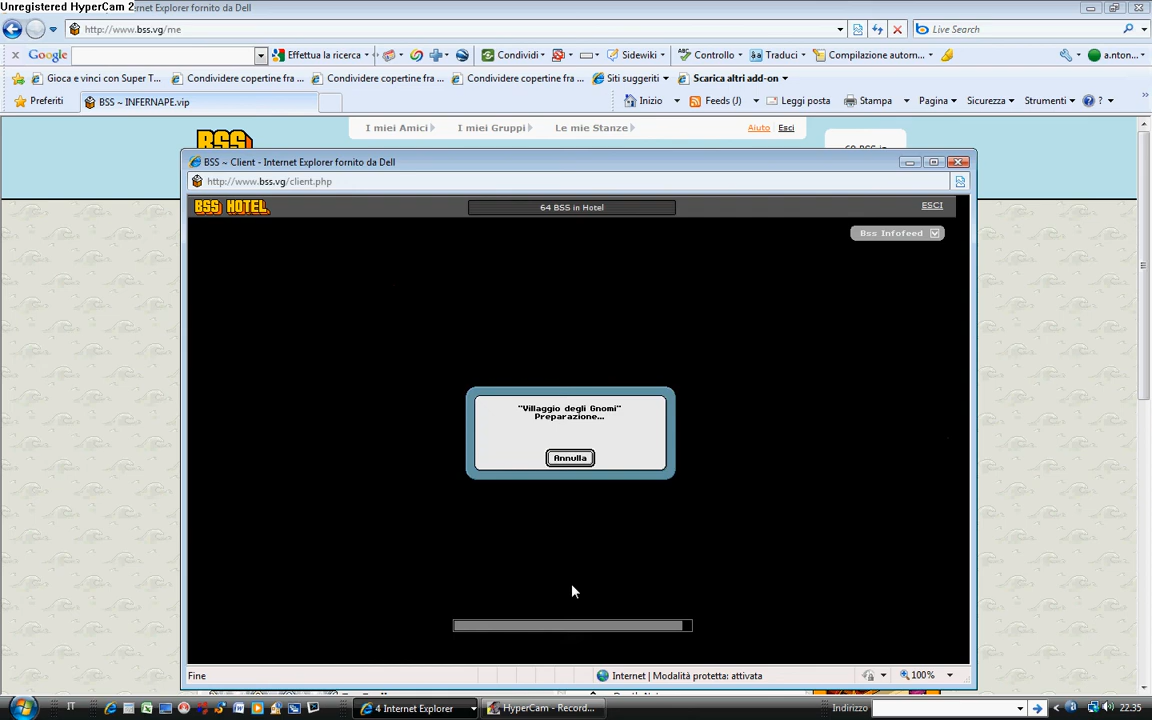 Unregistered HyperCam 2
rnet Explorer fornito da Dell
http://www.bss.vg/me
Live Search
Google
Effettua la ricerca
Condividi
Sidewiki
Controllo
Traduci
Compilazione autom...
a.nton...
Gioca e vinci con Super T...
Condividere copertine fra ...
Condividere copertine fra ...
Condividere copertine fra ...
Siti suggeriti
Scarica altri add-on
Preferiti
BSS ~ INFERNAPE.vip
Inizio
Feeds (J)
Leggi posta
Stampa
Pagina
Sicurezza
Strumenti
BSS
I miei Amici
I miei Gruppi
Le mie Stanze
Aiuto
Esci
BSS ~ Client - Internet Explorer fornito da Dell
http://www.bss.vg/client.php
BSS HOTEL
64 BSS in Hotel
ESCI
Bss Infofeed
"Villaggio degli Gnomi"
Preparazione...
Annulla
Fine
Internet | Modalità protetta: attivata
100%
IT
4 Internet Explorer
HyperCam - Record...
Indirizzo
22.35